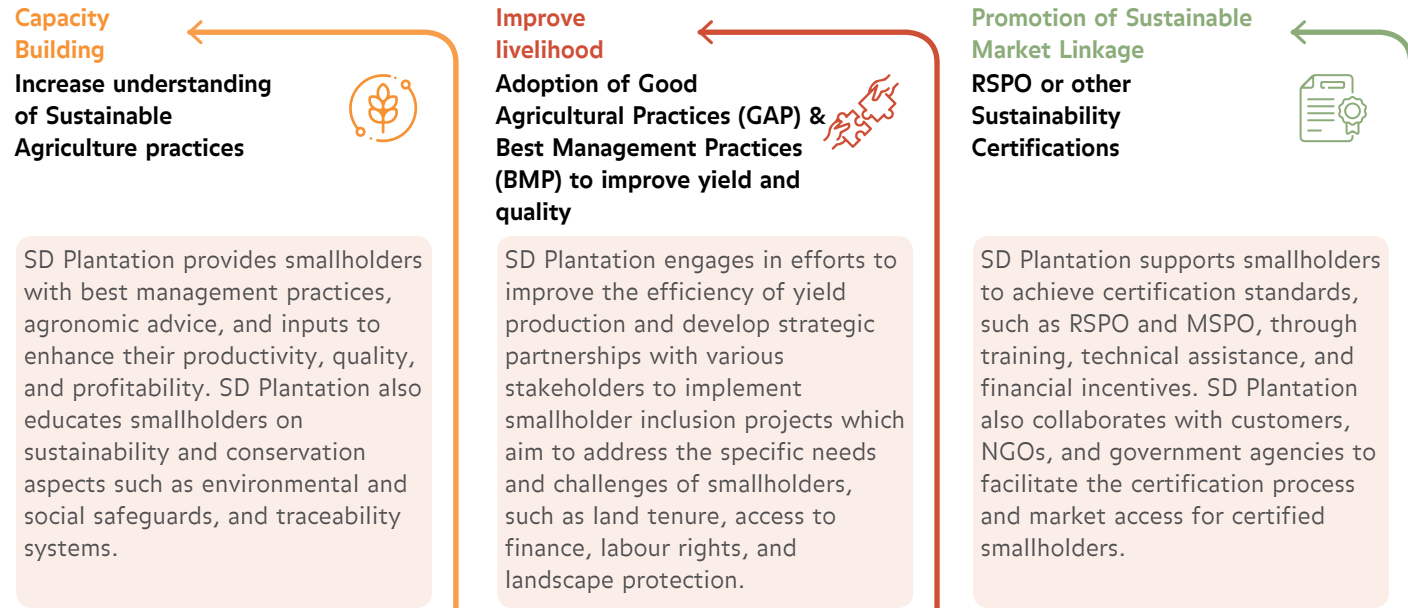 Capacity
Building
Increase understanding
of Sustainable
Agriculture practices
SD Plantation provides smallholders
with best management practices,
agronomic advice, and inputs to
enhance their productivity, quality,
and profitability. SD Plantation also
educates smallholders on
sustainability and conservation
aspects such as environmental and
social safeguards, and traceability
systems.
Improve
livelihood
Adoption of Good
Agricultural Practices (GAP) &
Best Management Practices
(BMP) to improve yield and
quality
SD Plantation engages in efforts to
improve the efficiency of yield
production and develop strategic
partnerships with various
stakeholders to implement
smallholder inclusion projects which
aim to address the specific needs
and challenges of smallholders,
such as land tenure, access to
finance, labour rights, and
landscape protection.
Promotion of Sustainable
Market Linkage
RSPO or other
Sustainability
Certifications
SD Plantation supports smallholders
to achieve certification standards,
such as RSPO and MSPO, through
training, technical assistance, and
financial incentives. SD Plantation
also collaborates with customers,
NGOs, and government agencies to
facilitate the certification process
and market access for certified
smallholders.